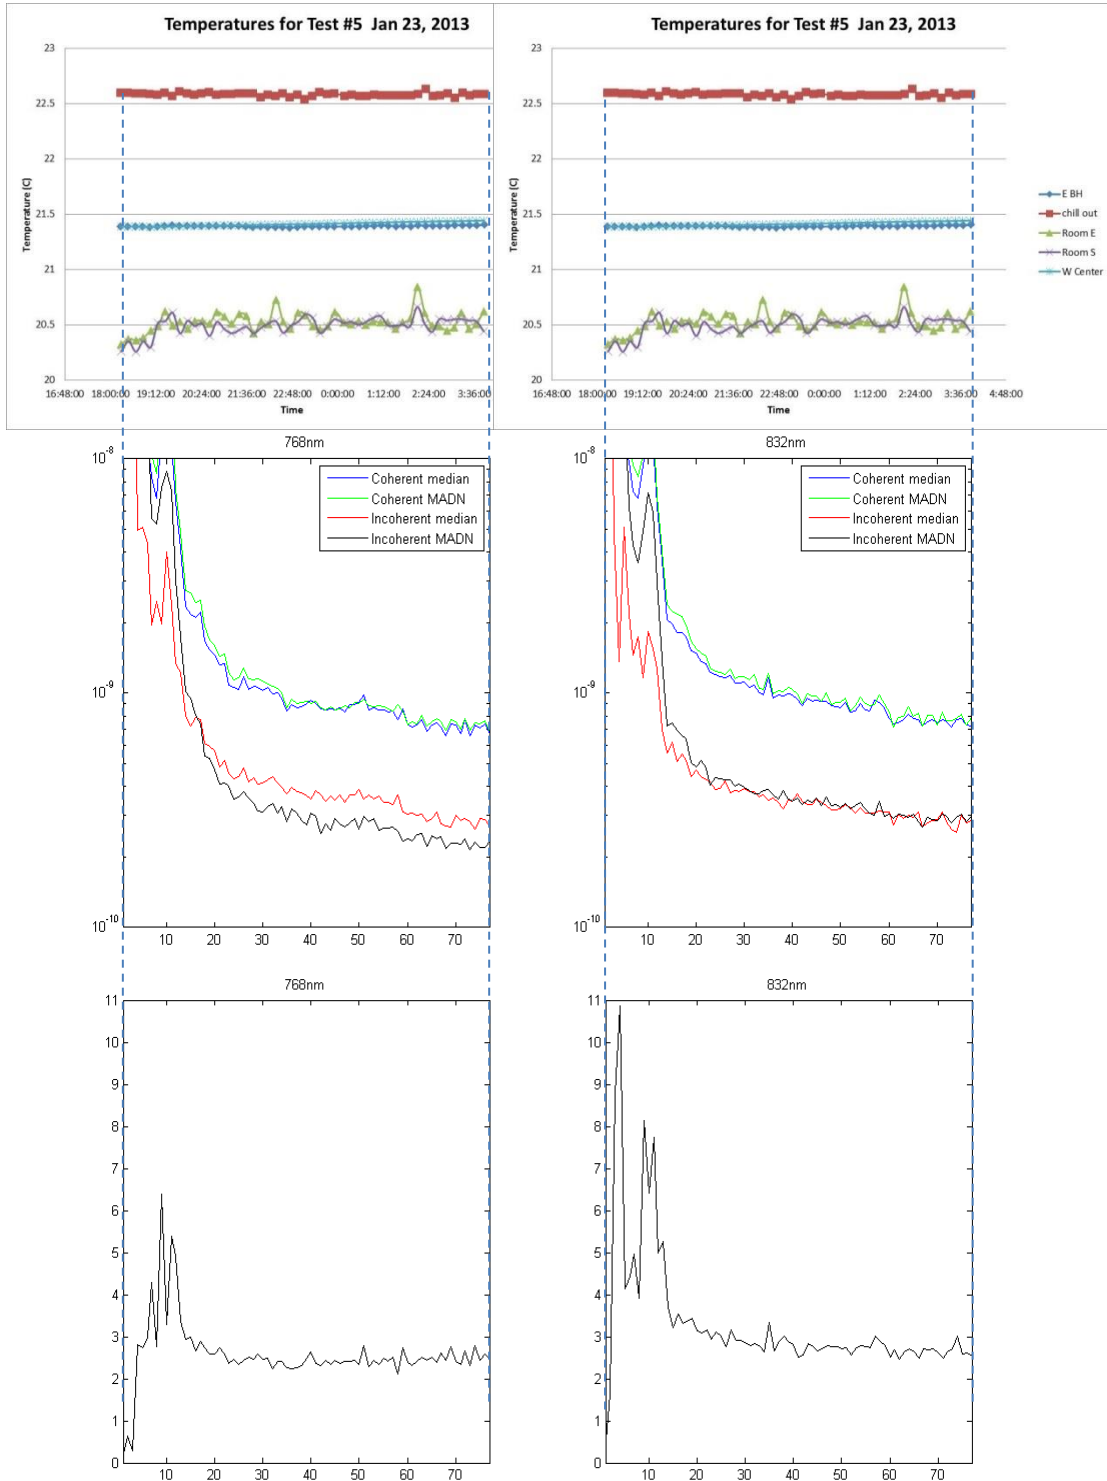 Temperatures for Test #5 Jan 23, 2013
Temperatures for Test #5 Jan 23, 2013
23
22.5
22
21.5
21
20.5
20
Temperature (C)
16:48:00 18:00:00 19:12:00 20:24:00 21:36:00 22:48:00 0:00:00 1:12:00 2:24:00 3:36:00
Time
23
22.5
22
21.5
21
20.5
20
Temperature (C)
16:48:00 18:00:00 19:12:00 20:24:00 21:36:00 22:48:00 0:00:00 1:12:00 2:24:00 3:36:00 4:48:00
Time
E BH
chill out
Room E
Room S
W Center
768nm
10-8
10-9
10-10
Coherent median
Coherent MADN
Incoherent median
Incoherent MADN
10 20 30 40 50 60 70
832nm
10-8
10-9
10-10
Coherent median
Coherent MADN
Incoherent median
Incoherent MADN
10 20 30 40 50 60 70
768nm
11
10
9
8
7
6
5
4
3
2
1
0
10 20 30 40 50 60 70
832nm
11
10
9
8
7
6
5
4
3
2
1
0
10 20 30 40 50 60 70